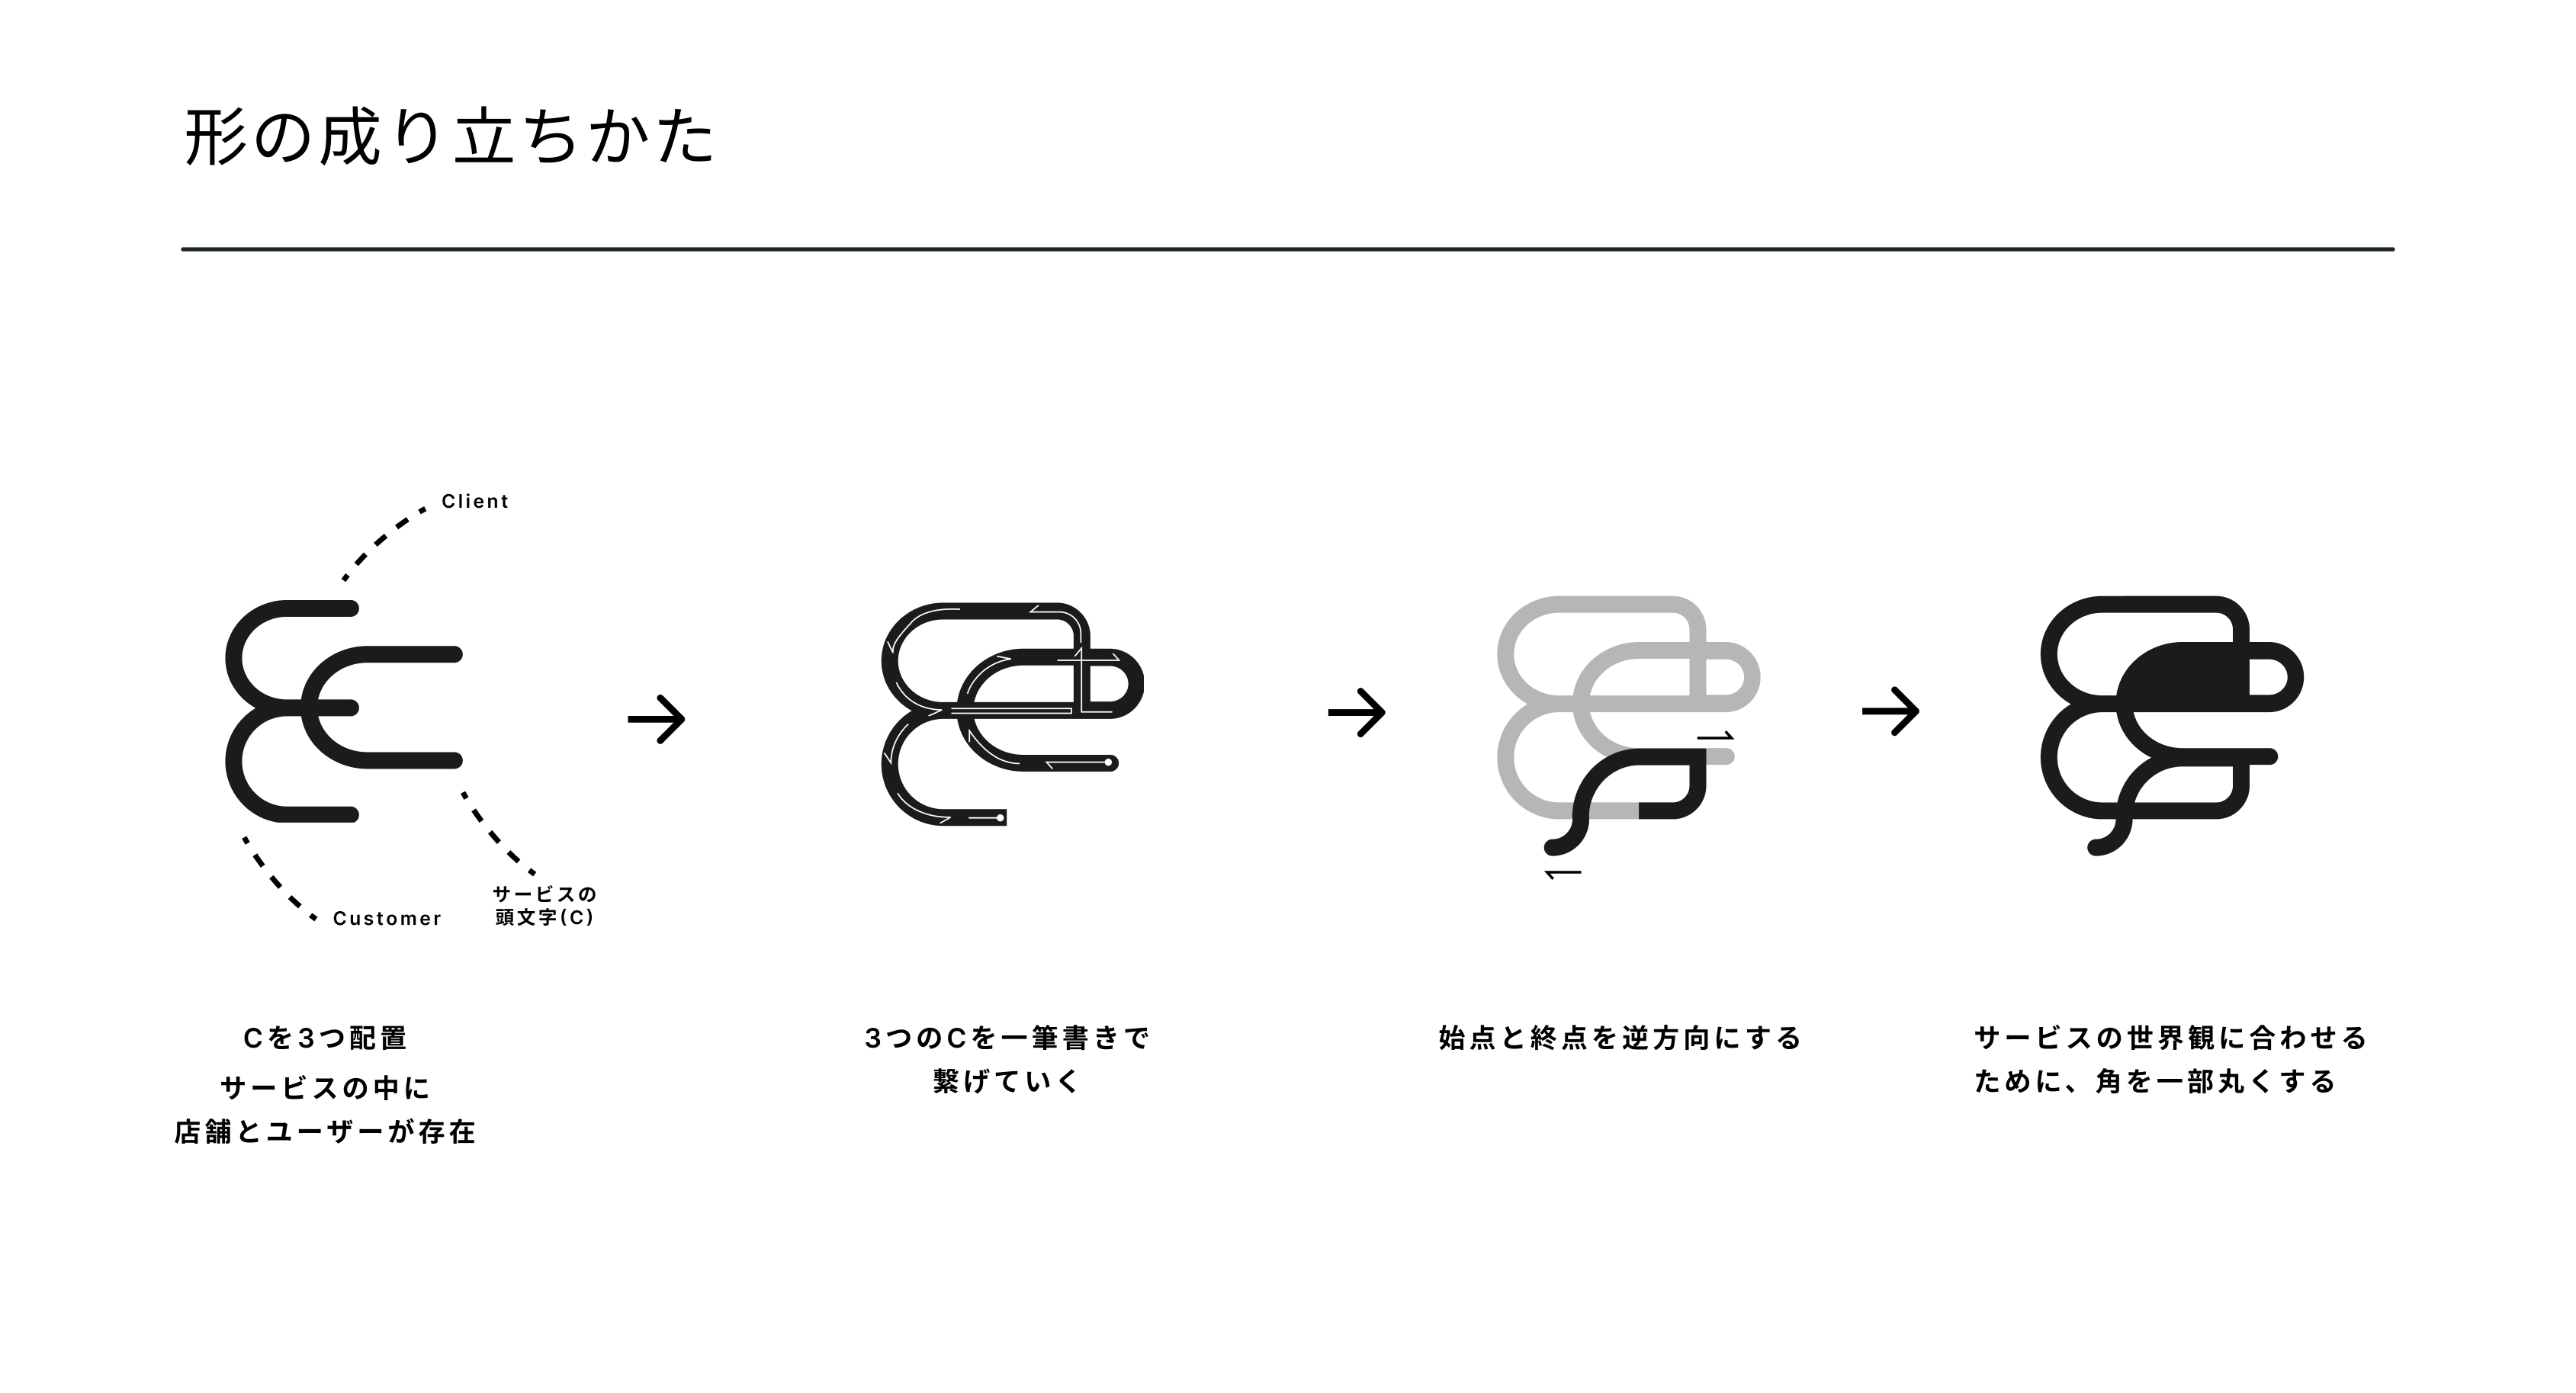 形の成り立ちかた
Client
Customer
サービスの
頭文字(C)
Cを3つ配置
サービスの中に
店舗とユーザーが存在
3つのCを一筆書きで
繋げていく
始点と終点を逆方向にする
サービスの世界観に合わせる
ために、角を一部丸くする